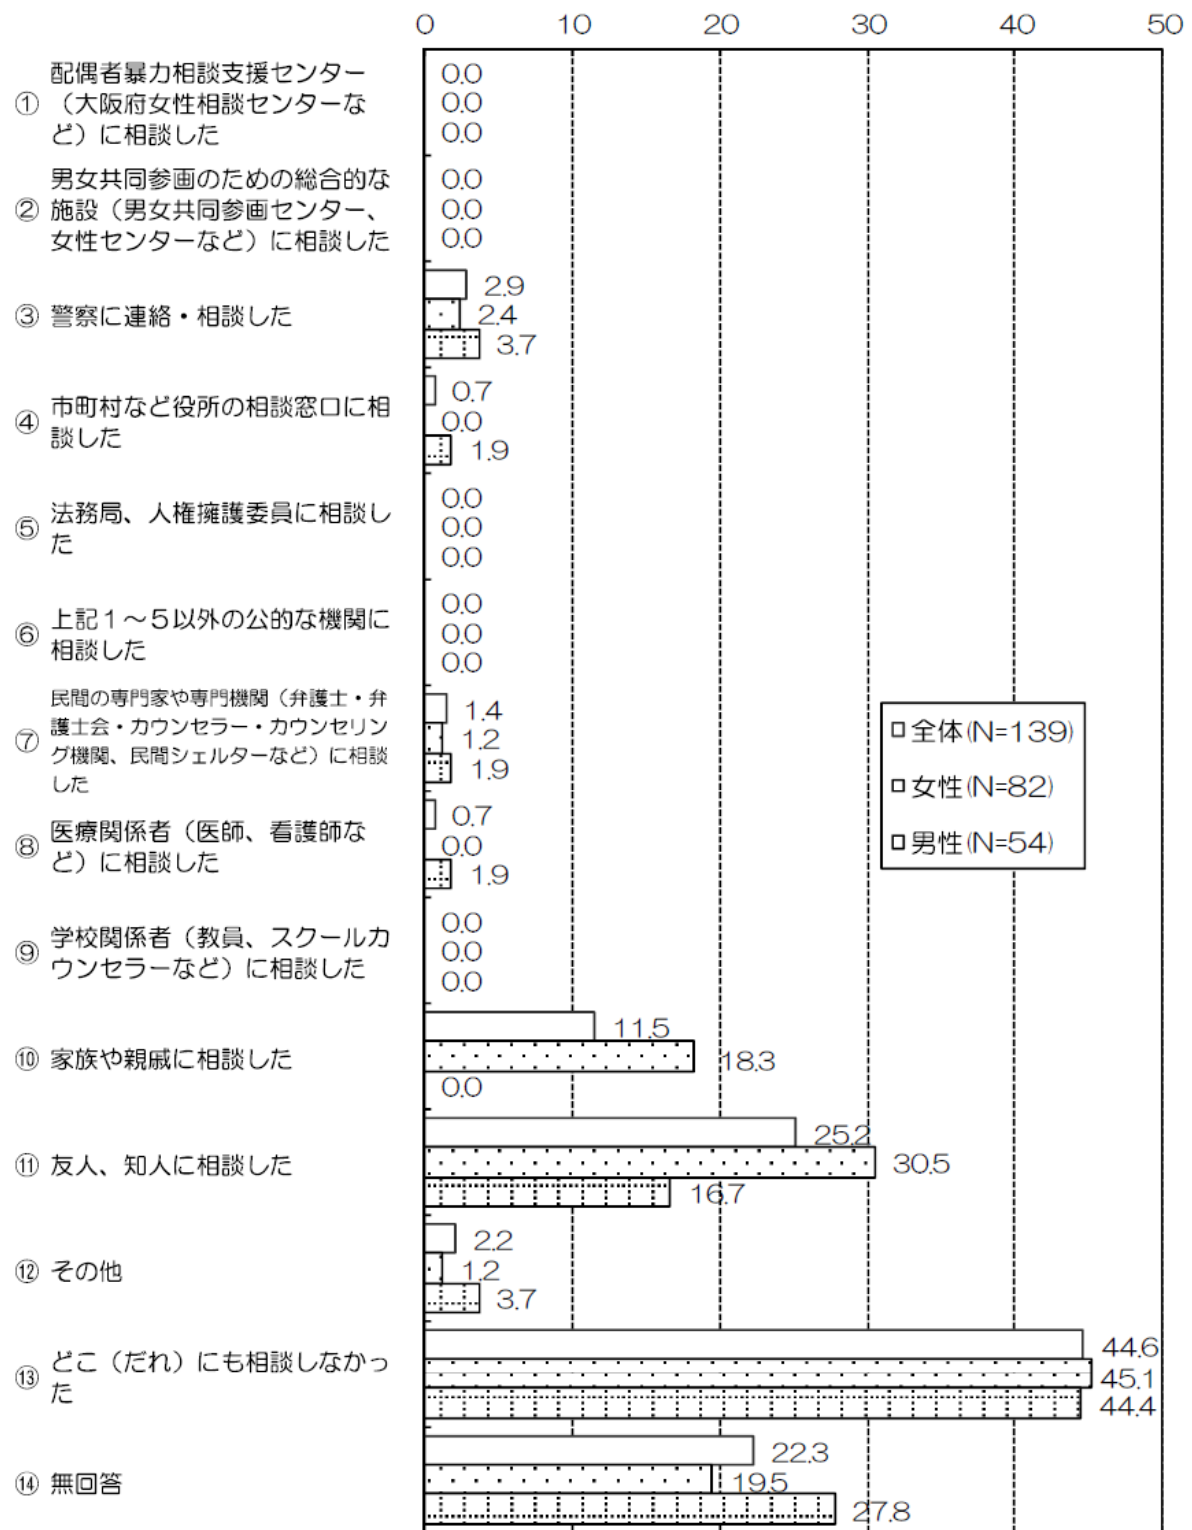 0 10 20 30 40 50
配偶者暴力相談支援センター
① (大阪府女性相談センターな
ど)に相談した
0.0
0.0
0.0
男女共同参画のための総合的な
② 施設(男女共同参画センター、
女性センターなど)に相談した
0.0
0.0
0.0
③ 警察に連絡・相談した
2.9
2.4
3.7
④ 市町村など役所の相談窓口に相
談した
0.7
0.0
1.9
⑤ 法務局、人権擁護委員に相談し
た
0.0
0.0
0.0
⑥ 上記1～5以外の公的な機関に
相談した
0.0
0.0
0.0
民間の専門家や専門機関(弁護士・弁
⑦ 護士会・カウンセラー・カウンセリン
グ機関、民間シェルターなど)に相談
した
1.4
1.2
1.9
⑧ 医療関係者(医師、看護師な
ど)に相談した
0.7
0.0
1.9
⑨ 学校関係者(教員、スクールカ
ウンセラーなど)に相談した
0.0
0.0
0.0
⑩ 家族や親戚に相談した
11.5
18.3
0.0
⑪ 友人、知人に相談した
25.2
30.5
16.7
⑫ その他
2.2
1.2
3.7
⑬ どこ(だれ)にも相談しなかっ
た
44.6
45.1
44.4
⑭ 無回答
22.3
19.5
27.8
全体(N=139)
女性(N=82)
男性(N=54)